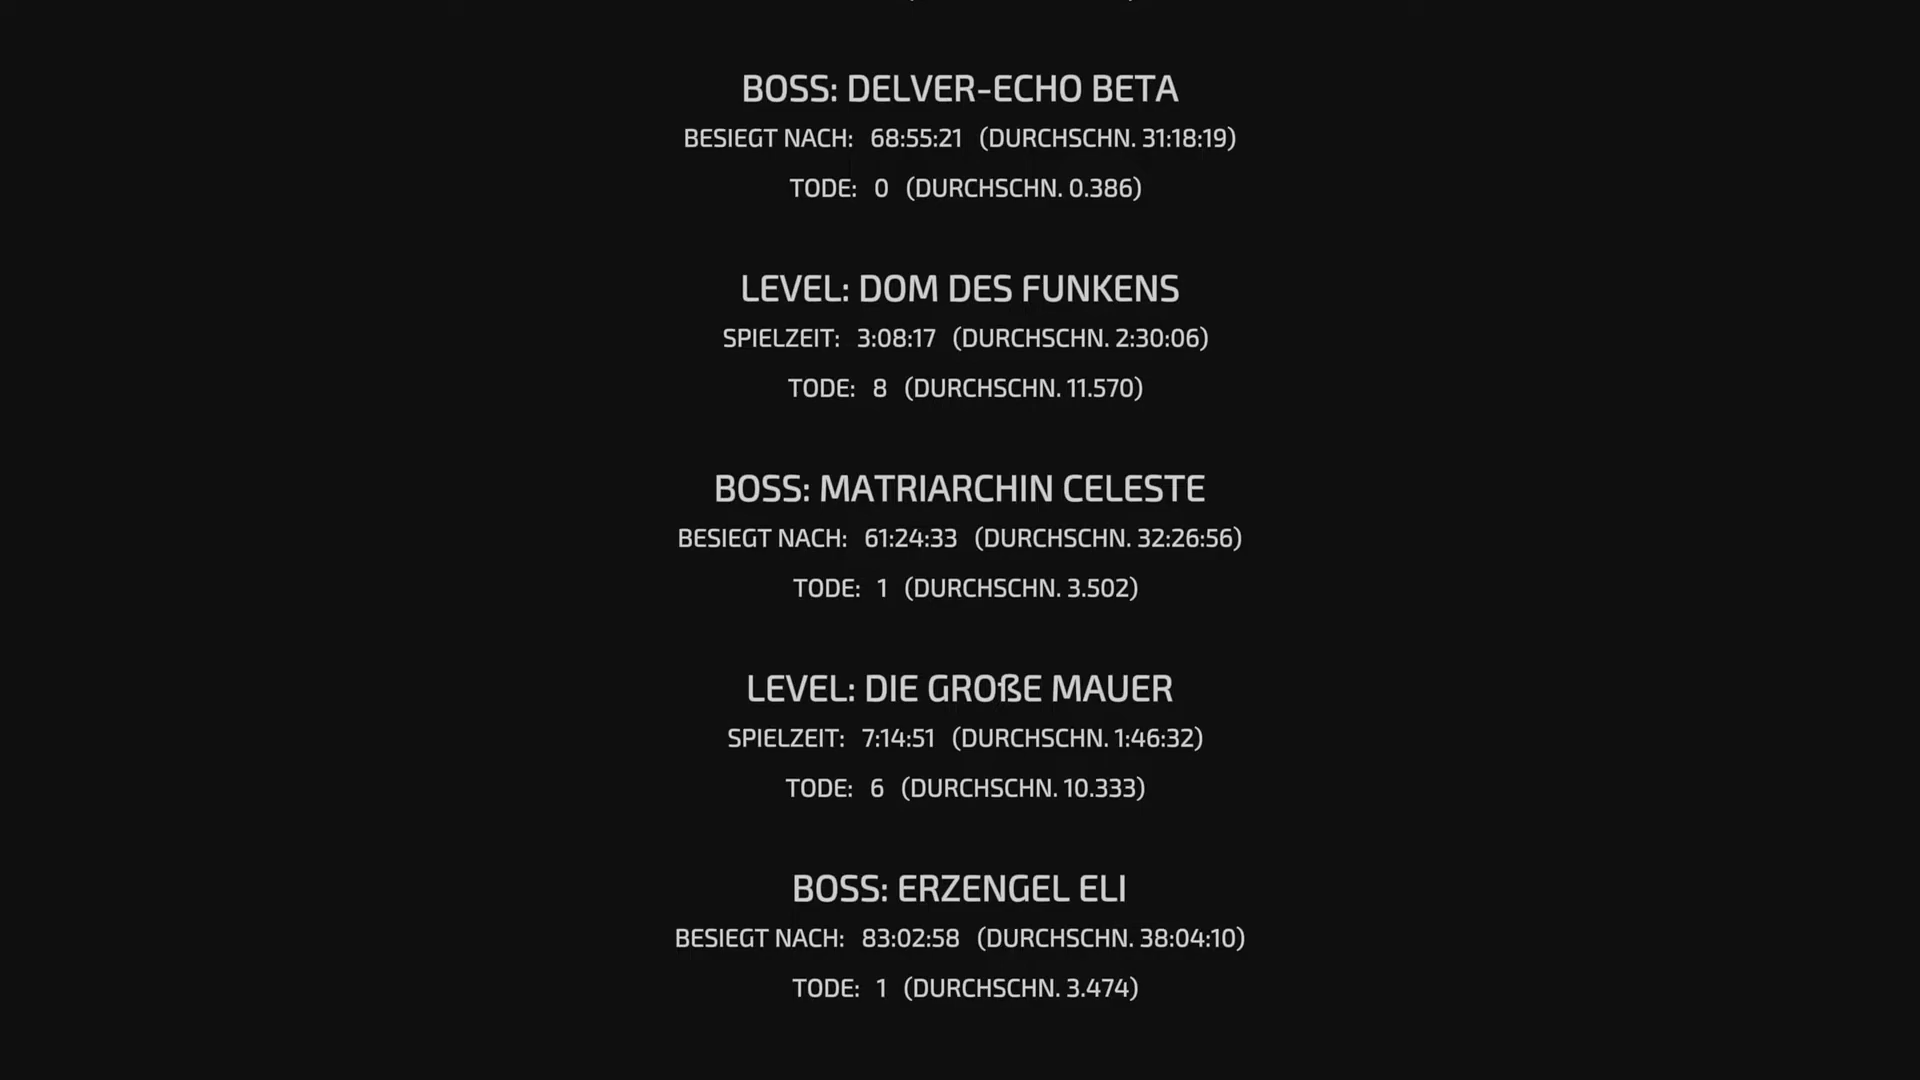 BOSS: DELVER-ECHO BETA
BESIEGT NACH: 68:55:21 (DURCHSCHN. 31:18:19)
TODE: 0 (DURCHSCHN. 0.386)
LEVEL: DOM DES FUNKENS
SPIELZEIT: 3:08:17 (DURCHSCHN. 2:30:06)
TODE: 8 (DURCHSCHN. 11.570)
BOSS: MATRIARCHIN CELESTE
BESIEGT NACH: 61:24:33 (DURCHSCHN. 32:26:56)
TODE: 1 (DURCHSCHN. 3.502)
LEVEL: DIE GROßE MAUER
SPIELZEIT: 7:14:51 (DURCHSCHN. 1:46:32)
TODE: 6 (DURCHSCHN. 10.333)
BOSS: ERZENGEL ELI
BESIEGT NACH: 83:02:58 (DURCHSCHN. 38:04:10)
TODE: 1 (DURCHSCHN. 3.474)